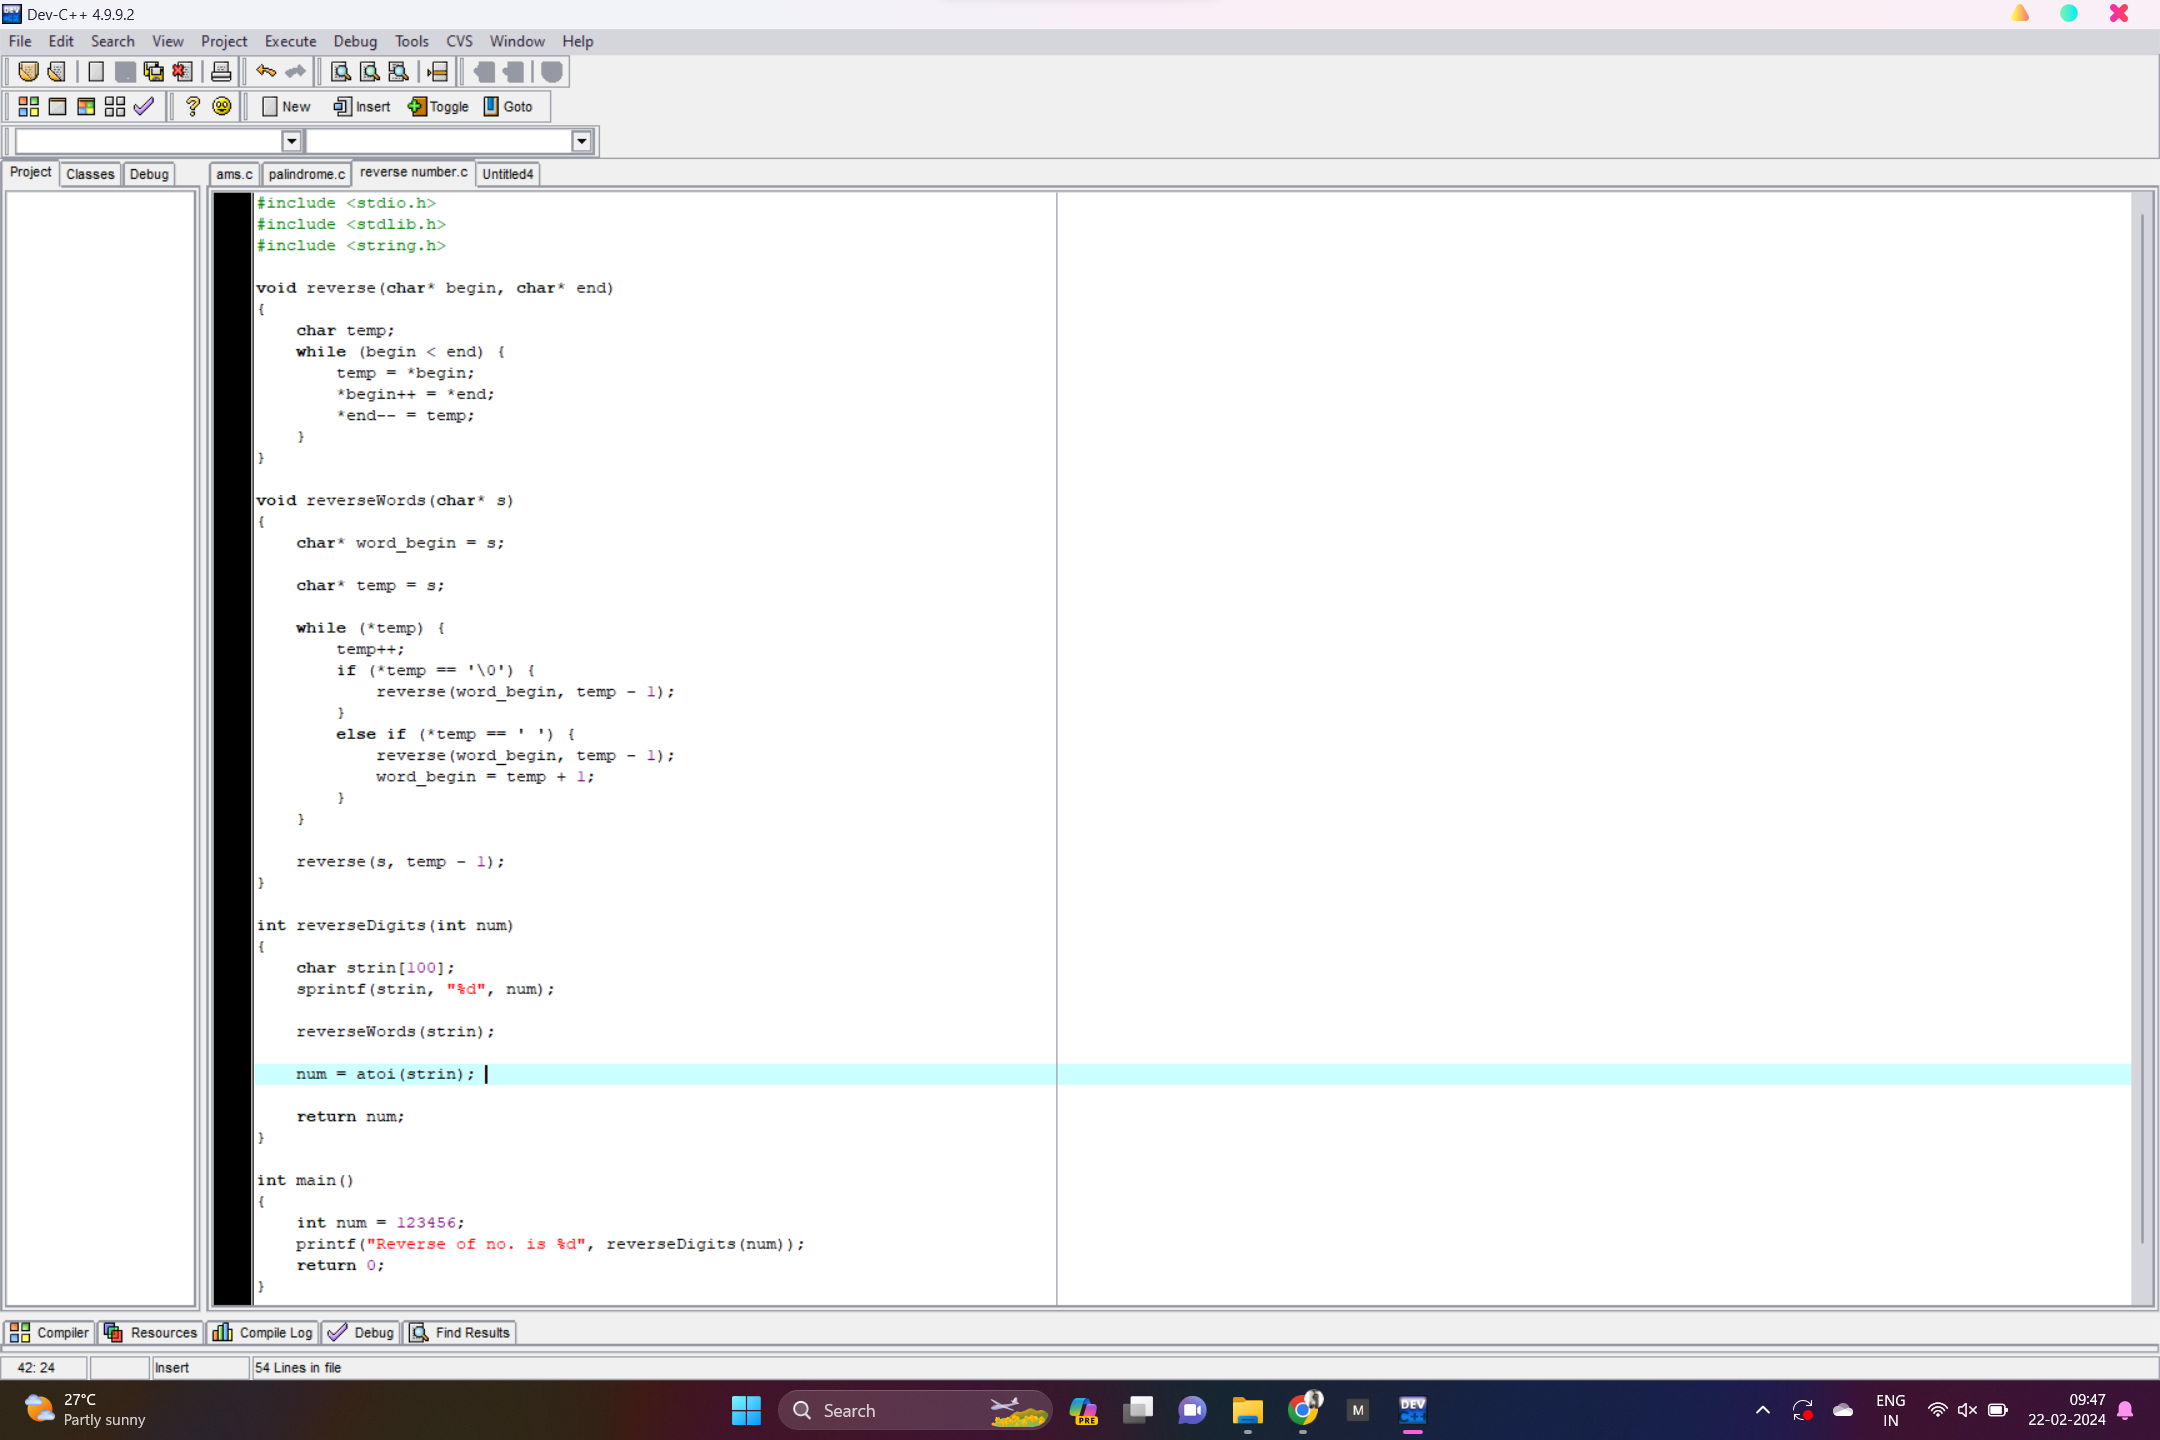 Dev-C++ 4.9.9.2
File Edit Search View Project Execute Debug Tools CVS Window Help
New Insert Toggle Goto
Project Classes Debug
ams.c palindrome.c reverse number.c Untitled4
#include <stdio.h>
#include <stdlib.h>
#include <string.h>
void reverse(char* begin, char* end)
{
char temp;
while (begin < end) {
temp = *begin;
*begin++ = *end;
*end-- = temp;
}
}
void reverseWords(char* s)
{
char* word_begin = s;
char* temp = s;
while (*temp) {
temp++;
if (*temp == '\0') {
reverse(word_begin, temp - 1);
}
else if (*temp == ' ') {
reverse(word_begin, temp - 1);
word_begin = temp + 1;
}
}
reverse(s, temp - 1);
}
int reverseDigits(int num)
{
char strin[100];
sprintf(strin, "%d", num);
reverseWords(strin);
num = atoi(strin);
return num;
}
int main()
{
int num = 123456;
printf("Reverse of no. is %d", reverseDigits(num));
return 0;
}
Compiler Resources Compile Log Debug Find Results
42: 24 Insert 54 Lines in file
27°C
Partly sunny
Search
PRE
M
DEV
C++
ENG
IN
09:47
22-02-2024